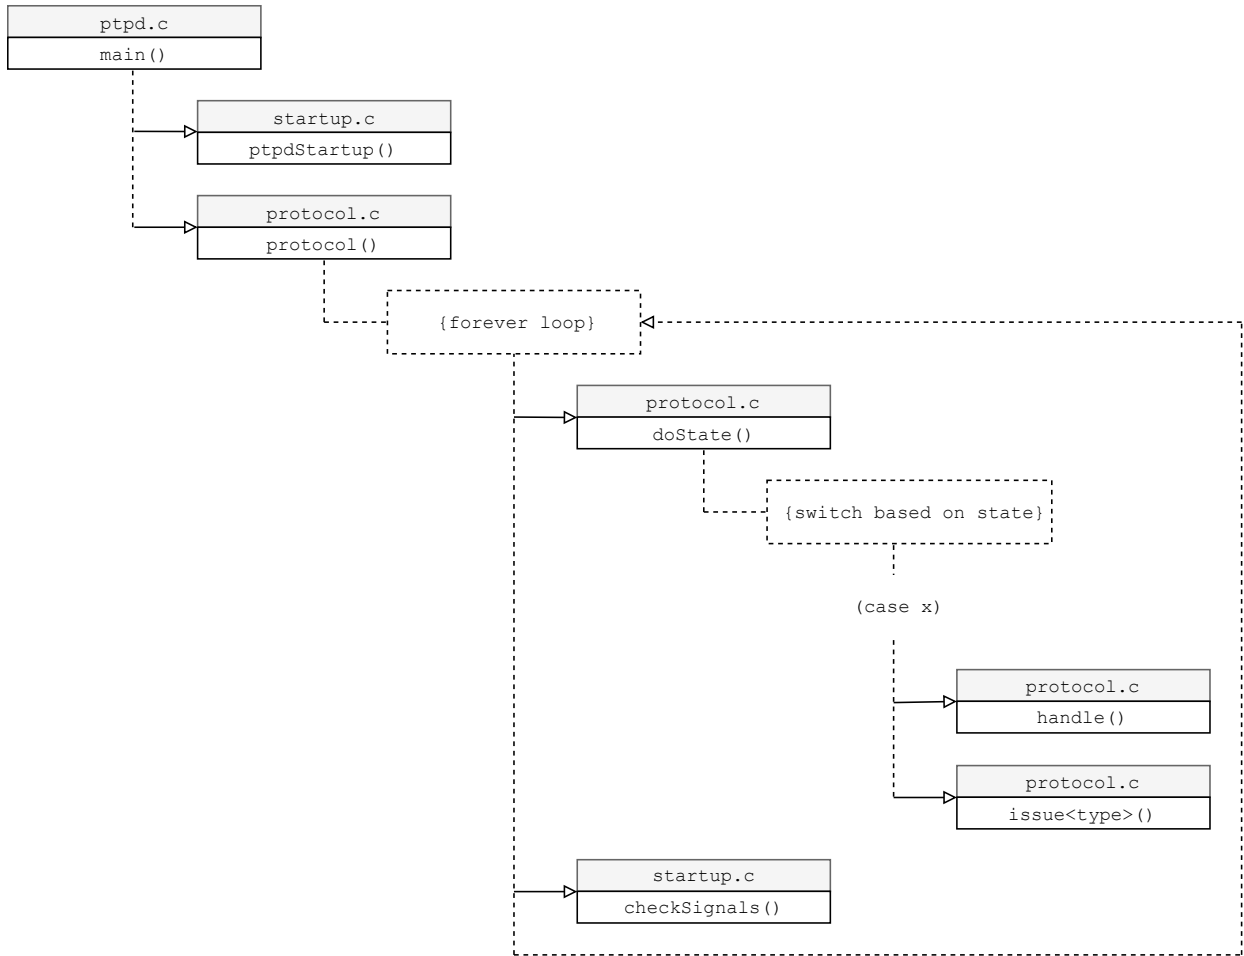 ptpd.c
main()
startup.c
ptpdStartup()
protocol.c
protocol()
{forever loop}
protocol.c
doState()
{switch based on state}
(case x)
protocol.c
handle()
protocol.c
issue<type>()
startup.c
checkSignals()